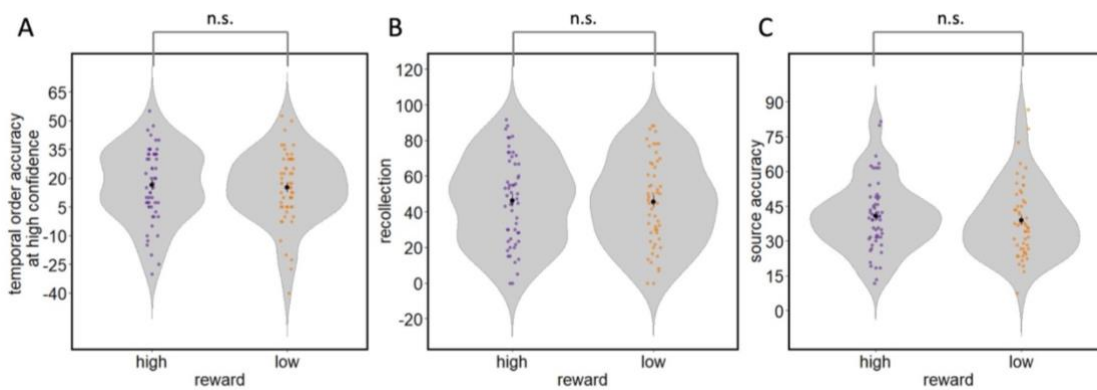 A
n.s.
temporal order accuracy
at high confidence
65
50
35
20
5
-10
-25
-40
high
low
reward
B
n.s.
recollection
120
100
80
60
40
20
0
-20
high
low
reward
C
n.s.
source accuracy
90
75
60
45
30
15
0
high
low
reward